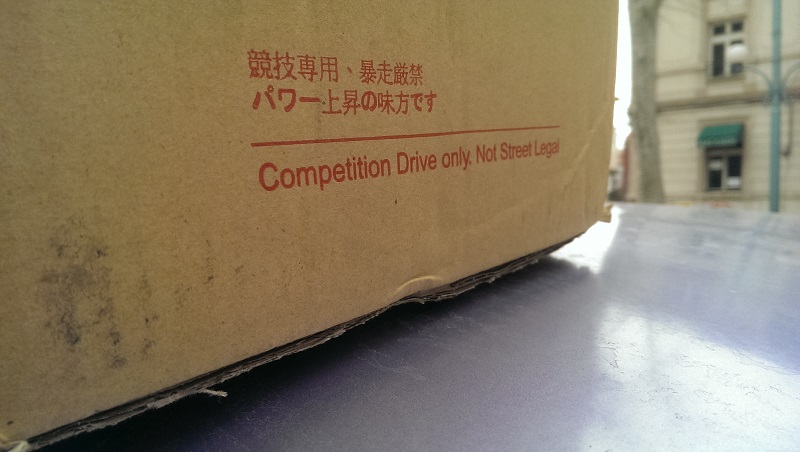 競技専用、暴走厳禁
パワー上昇の味方です
Competition Drive only. Not Street Legal